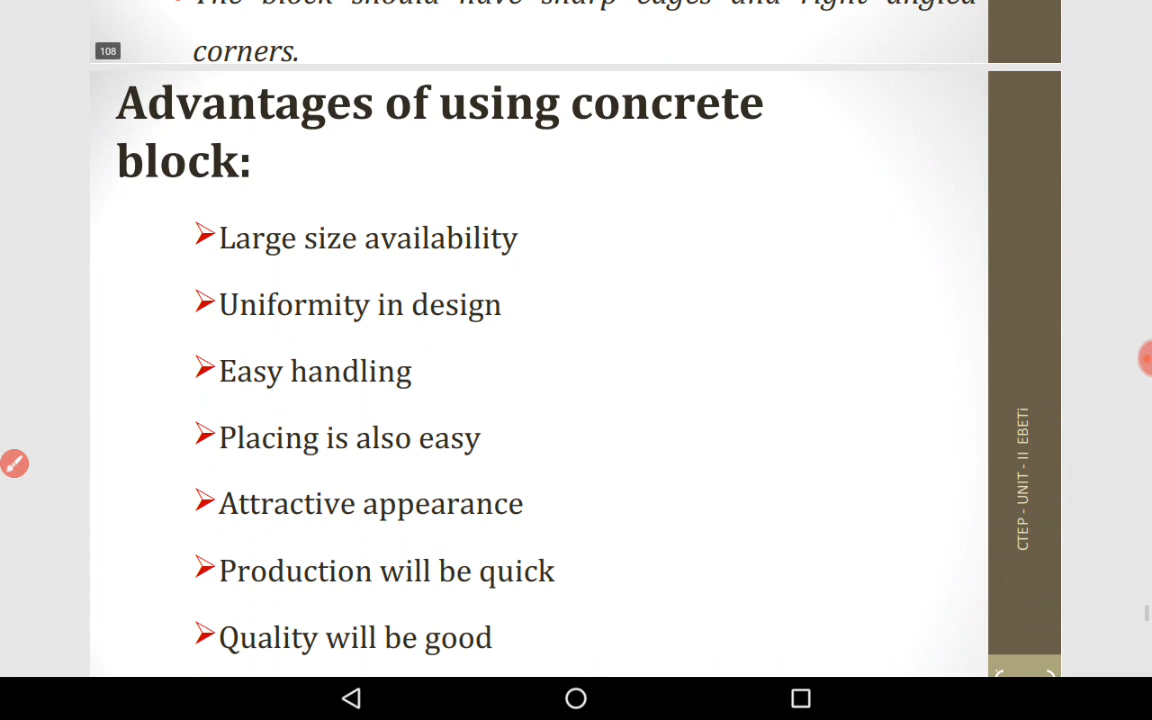 The block should have sharp edges and right angled
corners.
108
Advantages of using concrete
block:
Large size availability
Uniformity in design
Easy handling
Placing is also easy
Attractive appearance
Production will be quick
Quality will be good
CTEP - UNIT - II EBETi